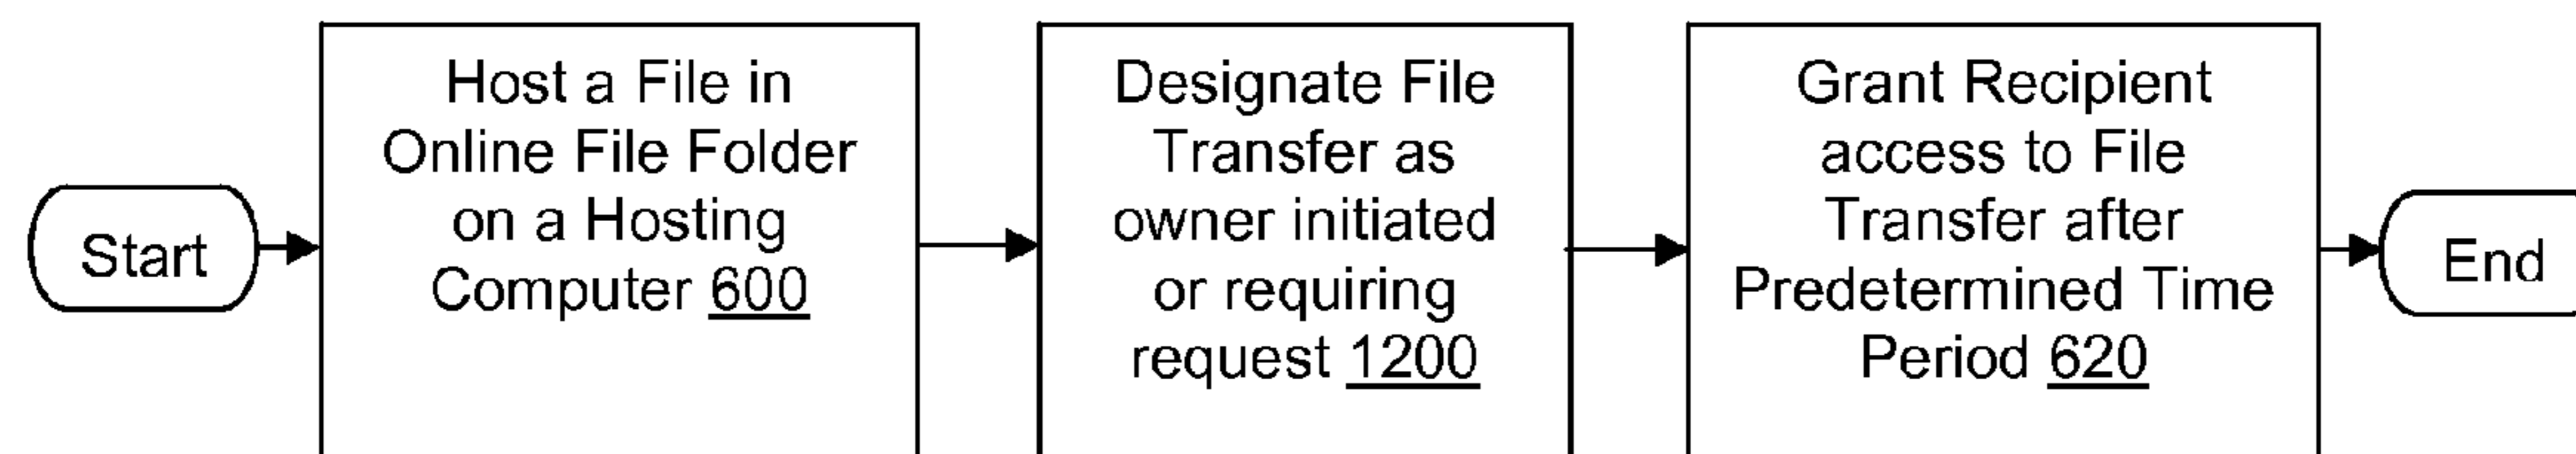 Start
Host a File in
Online File Folder
on a Hosting
Computer 600
Designate File
Transfer as
owner initiated
or requiring
request 1200
Grant Recipient
access to File
Transfer after
Predetermined Time
Period 620
End